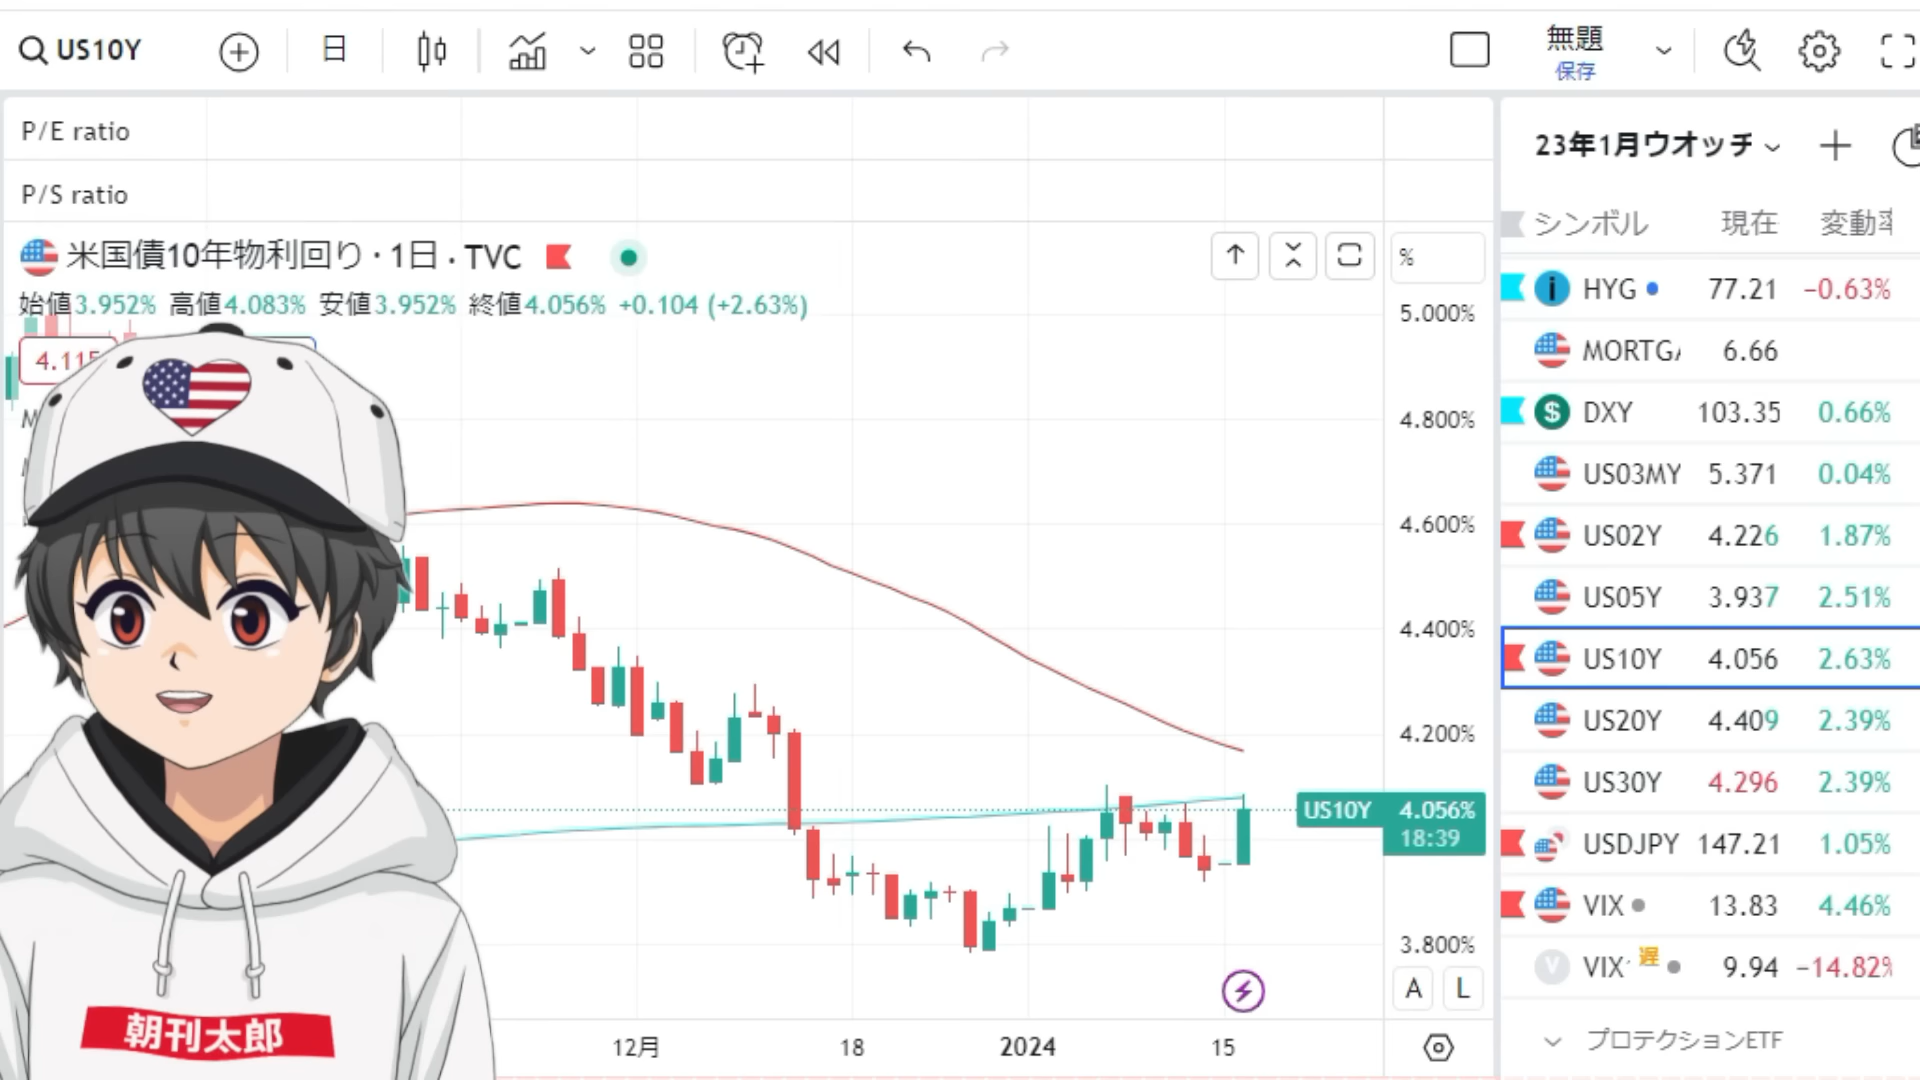 US10Y
日
無題
保存
P/E ratio
P/S ratio
米国債10年物利回り · 1日 · TVC
始値3.952% 高値4.083% 安値3.952% 終値4.056% +0.104 (+2.63%)
%
5.000%
4.800%
4.600%
4.400%
4.200%
US10Y 4.056%
18:39
3.800%
A L
12月 18 2024 15
朝刊太郎
23年1月ウオッチ
シンボル 現在 変動率
HYG 77.21 −0.63%
MORTGA 6.66
DXY 103.35 0.66%
US03MY 5.371 0.04%
US02Y 4.226 1.87%
US05Y 3.937 2.51%
US10Y 4.056 2.63%
US20Y 4.409 2.39%
US30Y 4.296 2.39%
USDJPY 147.21 1.05%
VIX 13.83 4.46%
VIX 遅 9.94 −14.82%
プロテクションETF